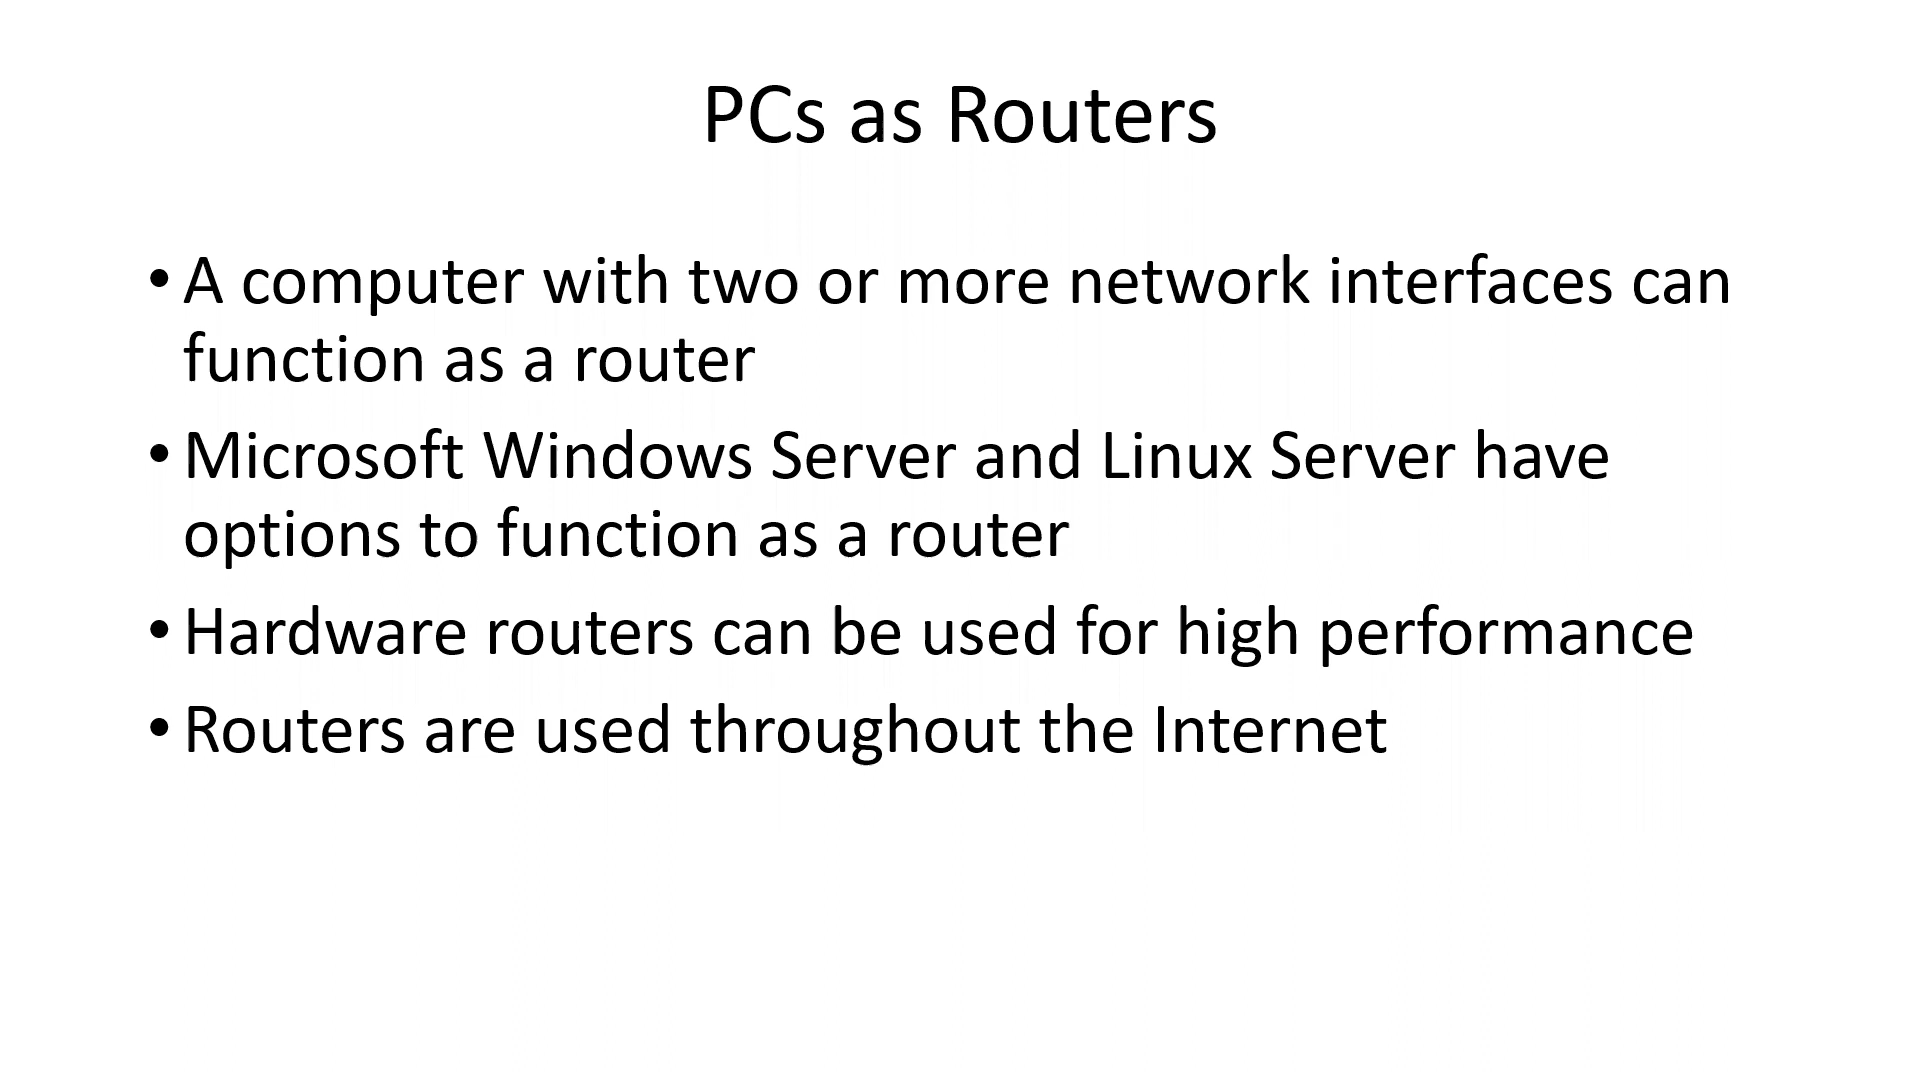 PCs as Routers
• A computer with two or more network interfaces can
function as a router
• Microsoft Windows Server and Linux Server have
options to function as a router
• Hardware routers can be used for high performance
• Routers are used throughout the Internet